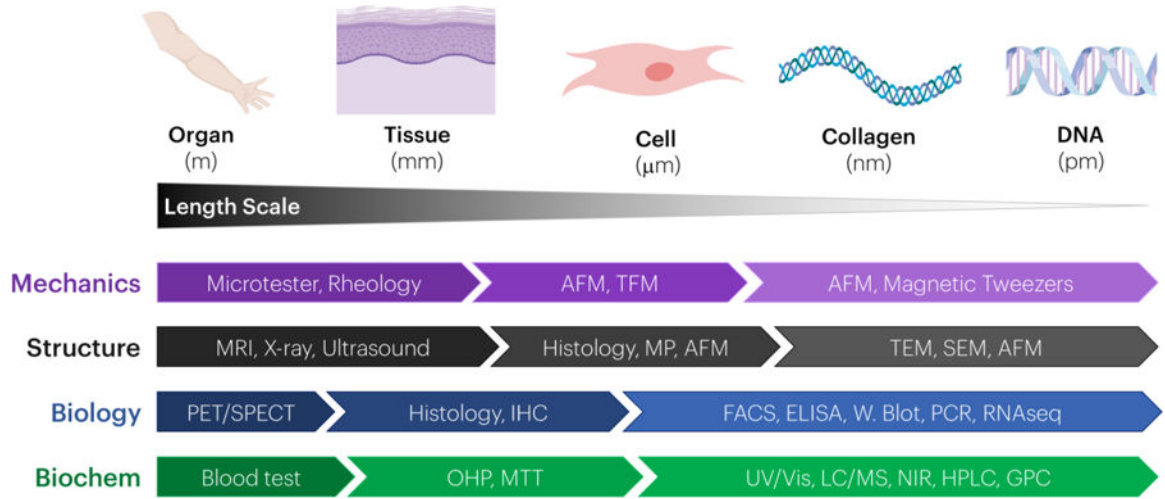 Organ
(m)
Tissue
(mm)
Cell
(μm)
Collagen
(nm)
DNA
(pm)
Length Scale
Mechanics
Microtester, Rheology
AFM, TFM
AFM, Magnetic Tweezers
Structure
MRI, X-ray, Ultrasound
Histology, MP, AFM
TEM, SEM, AFM
Biology
PET/SPECT
Histology, IHC
FACS, ELISA, W. Blot, PCR, RNAseq
Biochem
Blood test
OHP, MTT
UV/Vis, LC/MS, NIR, HPLC, GPC